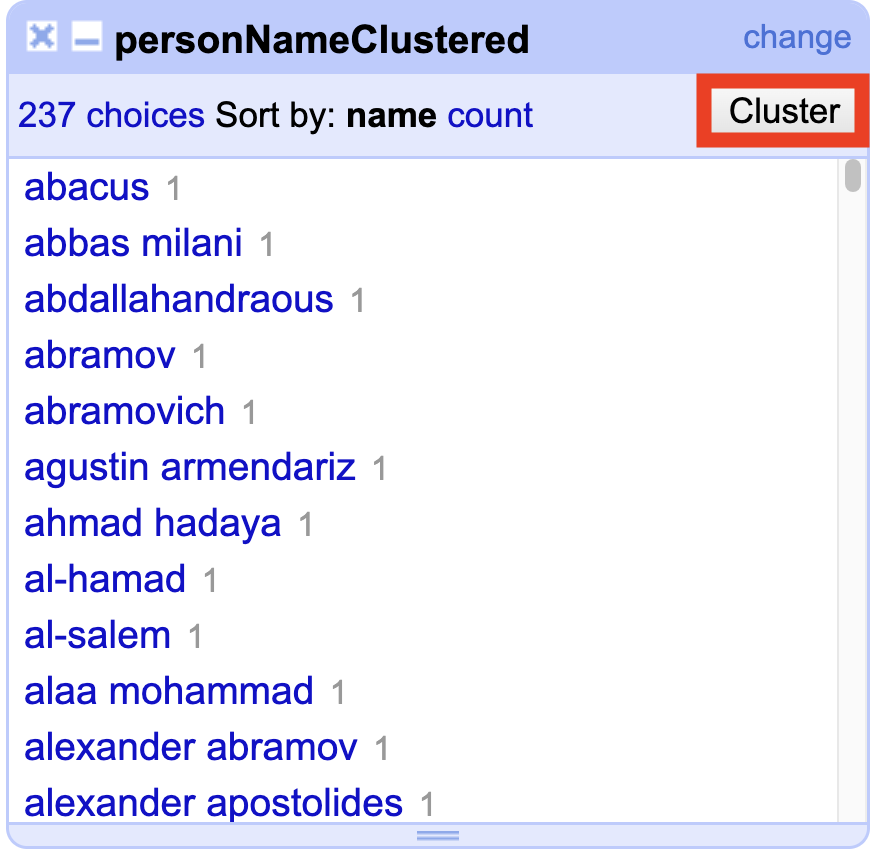 personNameClustered change
237 choices Sort by: name count Cluster
abacus 1
abbas milani 1
abdallahandraous 1
abramov 1
abramovich 1
agustin armendariz 1
ahmad hadaya 1
al-hamad 1
al-salem 1
alaa mohammad 1
alexander abramov 1
alexander apostolides 1